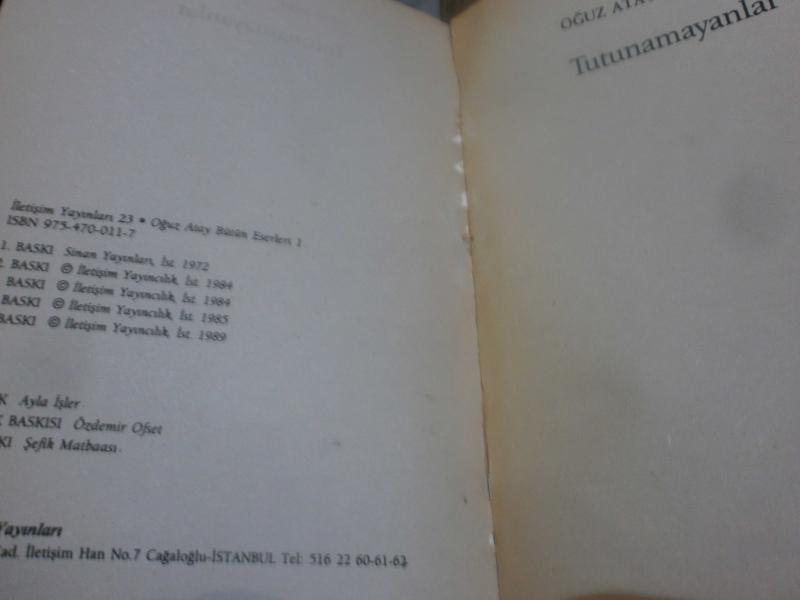 İletişim Yayınları 23 • Oğuz Atay Bütün Eserleri 1
ISBN 975-470-011-7
1. BASKI Sinan Yayınları, İst. 1972
2. BASKI © İletişim Yayıncılık, İst. 1984
BASKI © İletişim Yayıncılık, İst. 1984
BASKI © İletişim Yayıncılık, İst. 1985
BASKI © İletişim Yayıncılık, İst. 1989
K Ayla İşler
K BASKISI Özdemir Ofset
KI Şefik Matbaası.
Yayınları
Cad. İletişim Han No.7 Cağaloğlu-İSTANBUL Tel: 516 22 60-61-62
OĞUZ ATAY
Tutunamayanlar